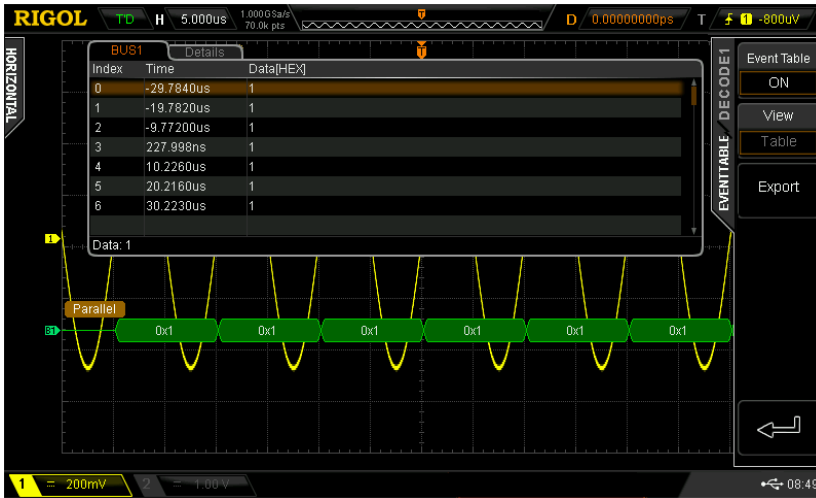 RIGOL T'D H 5.000us 1.000GSa/s 70.0k pts T D 0.00000000ps T 1 -800uV
HORIZONTAL
BUS1 Details
Index Time Data[HEX]
0 -29.7840us 1
1 -19.7820us 1
2 -9.77200us 1
3 227.998ns 1
4 10.2260us 1
5 20.2160us 1
6 30.2230us 1
Data: 1
T
DECODE1
EVENTTABLE
Event Table
ON
View
Table
Export
1
Parallel
B1 0x1 0x1 0x1 0x1 0x1 0x1
1 = 200mV 2 = 1.00V 08:49